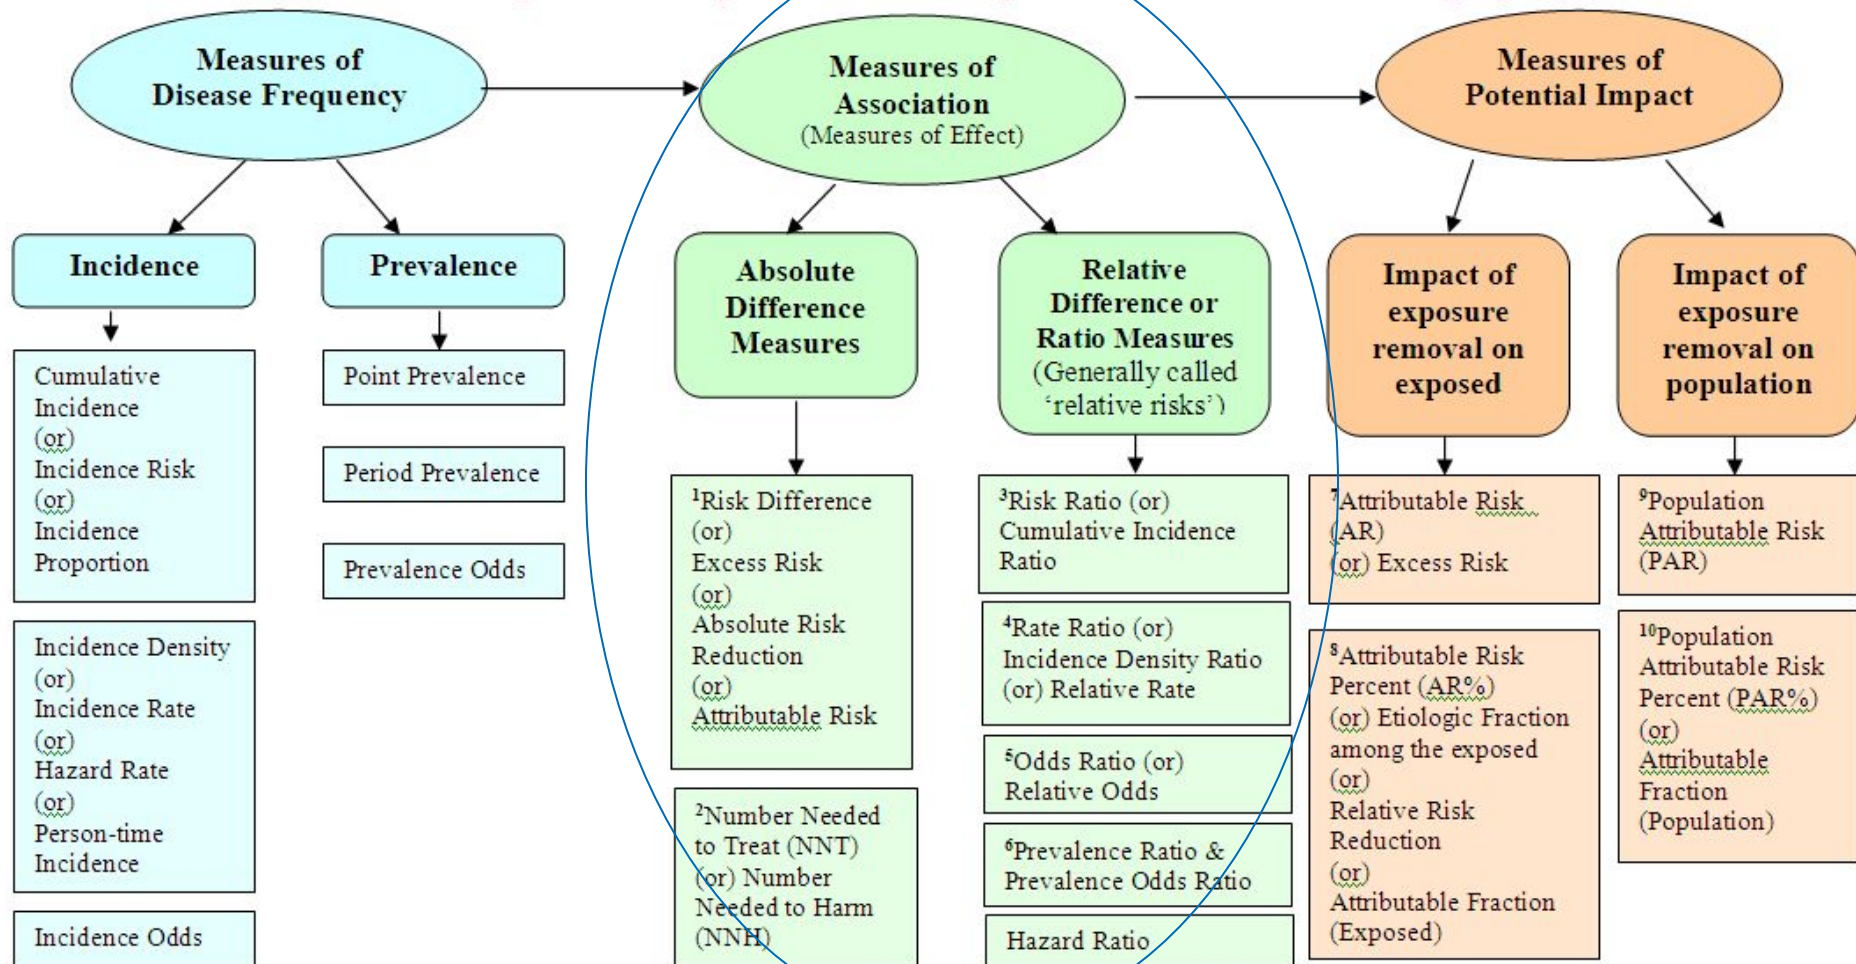 Measures of
Disease Frequency
Measures of
Association
(Measures of Effect)
Measures of
Potential Impact
Incidence
Prevalence
Absolute
Difference
Measures
Relative
Difference or
Ratio Measures
(Generally called
‘relative risks’)
Impact of
exposure
removal on
exposed
Impact of
exposure
removal on
population
Cumulative
Incidence
(or)
Incidence Risk
(or)
Incidence
Proportion
Incidence Density
(or)
Incidence Rate
(or)
Hazard Rate
(or)
Person-time
Incidence
Incidence Odds
Point Prevalence
Period Prevalence
Prevalence Odds
¹Risk Difference
(or)
Excess Risk
(or)
Absolute Risk
Reduction
(or)
Attributable Risk
²Number Needed
to Treat (NNT)
(or) Number
Needed to Harm
(NNH)
³Risk Ratio (or)
Cumulative Incidence
Ratio
⁴Rate Ratio (or)
Incidence Density Ratio
(or) Relative Rate
⁵Odds Ratio (or)
Relative Odds
⁶Prevalence Ratio &
Prevalence Odds Ratio
Hazard Ratio
⁷Attributable Risk
(AR)
(or) Excess Risk
⁸Attributable Risk
Percent (AR%)
(or) Etiologic Fraction
among the exposed
(or)
Relative Risk
Reduction
(or)
Attributable Fraction
(Exposed)
⁹Population
Attributable Risk
(PAR)
¹⁰Population
Attributable Risk
Percent (PAR%)
(or)
Attributable
Fraction
(Population)